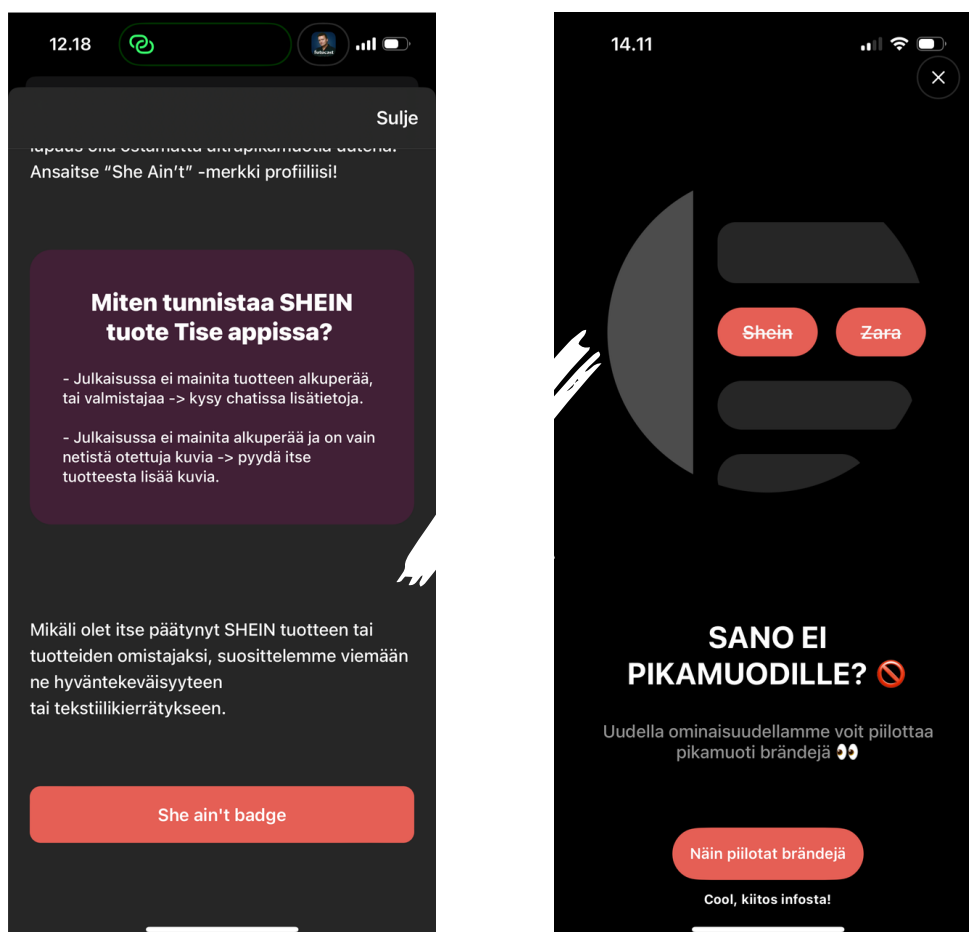 12.18
Sulje
Ansaitse “She Ain’t” -merkki profiiliisi!
Miten tunnistaa SHEIN
tuote Tise appissa?
- Julkaisussa ei mainita tuotteen alkuperää,
tai valmistajaa -> kysy chatissa lisätietoja.
- Julkaisussa ei mainita alkuperää ja on vain
netistä otettuja kuvia -> pyydä itse
tuotteesta lisää kuvia.
Mikäli olet itse päätynyt SHEIN tuotteen tai
tuotteiden omistajaksi, suosittelemme viemään
ne hyväntekeväisyyteen
tai tekstiilikierrätykseen.
She ain't badge
14.11
Shein
Zara
SANO EI
PIKAMUODILLE? 🚫
Uudella ominaisuudellamme voit piilottaa
pikamuoti brändejä 👀
Näin piilotat brändejä
Cool, kiitos infosta!